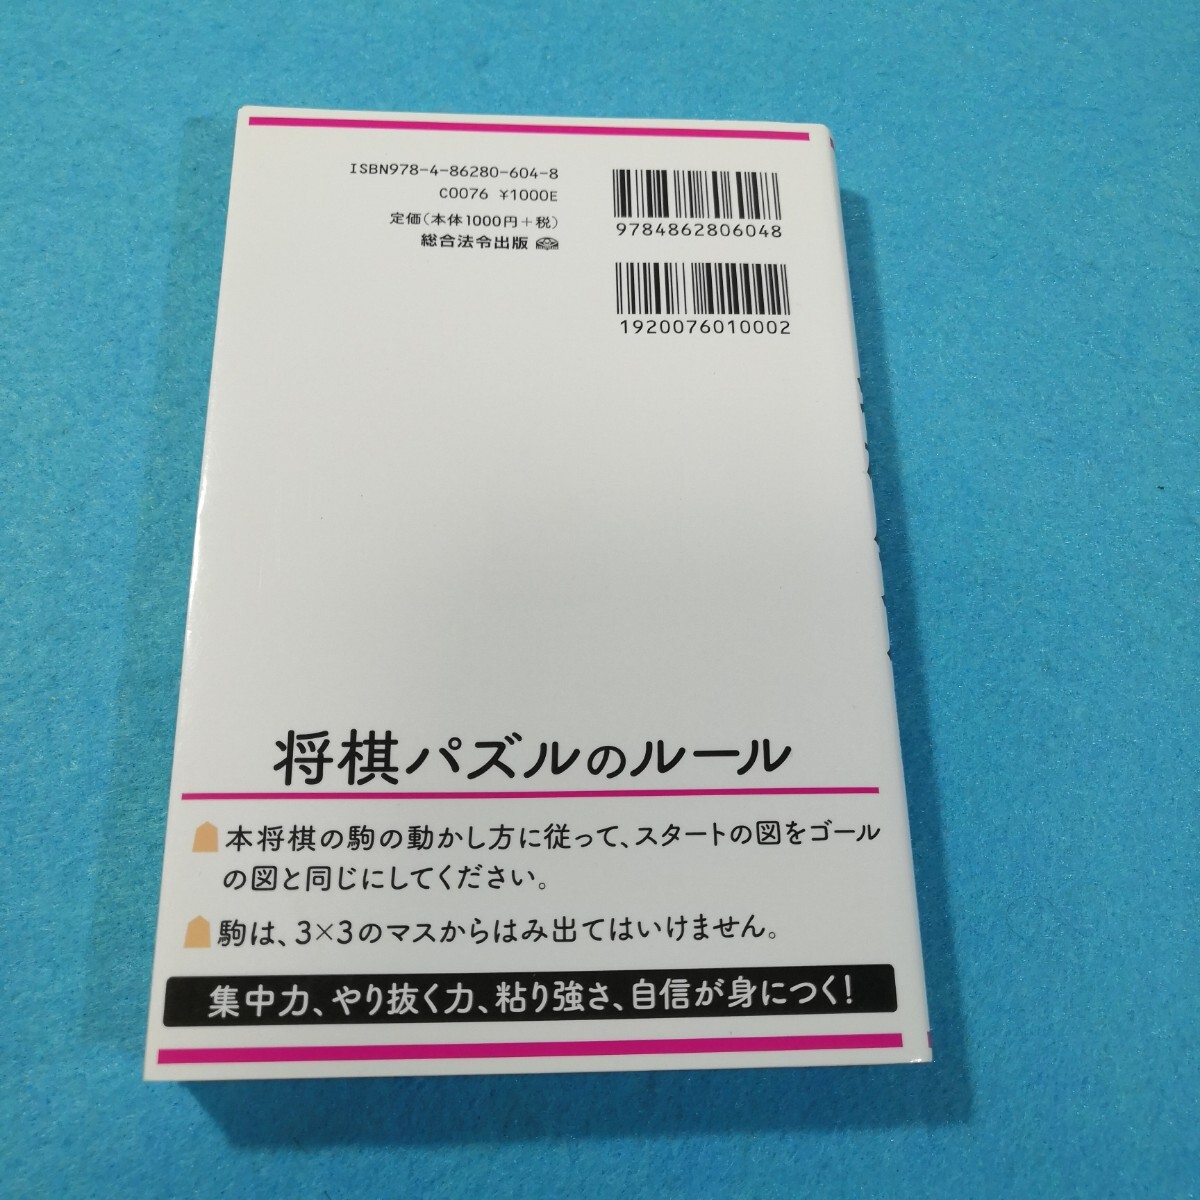 ISBN978-4-86280-604-8
C0076 ¥1000E
定価(本体1000円+税)
総合法令出版
9784862806048
1920076010002
将棋パズルのルール
本将棋の駒の動かし方に従って、スタートの図をゴール
の図と同じにしてください。
駒は、3×3のマスからはみ出てはいけません。
集中力、やり抜く力、粘り強さ、自信が身につく!